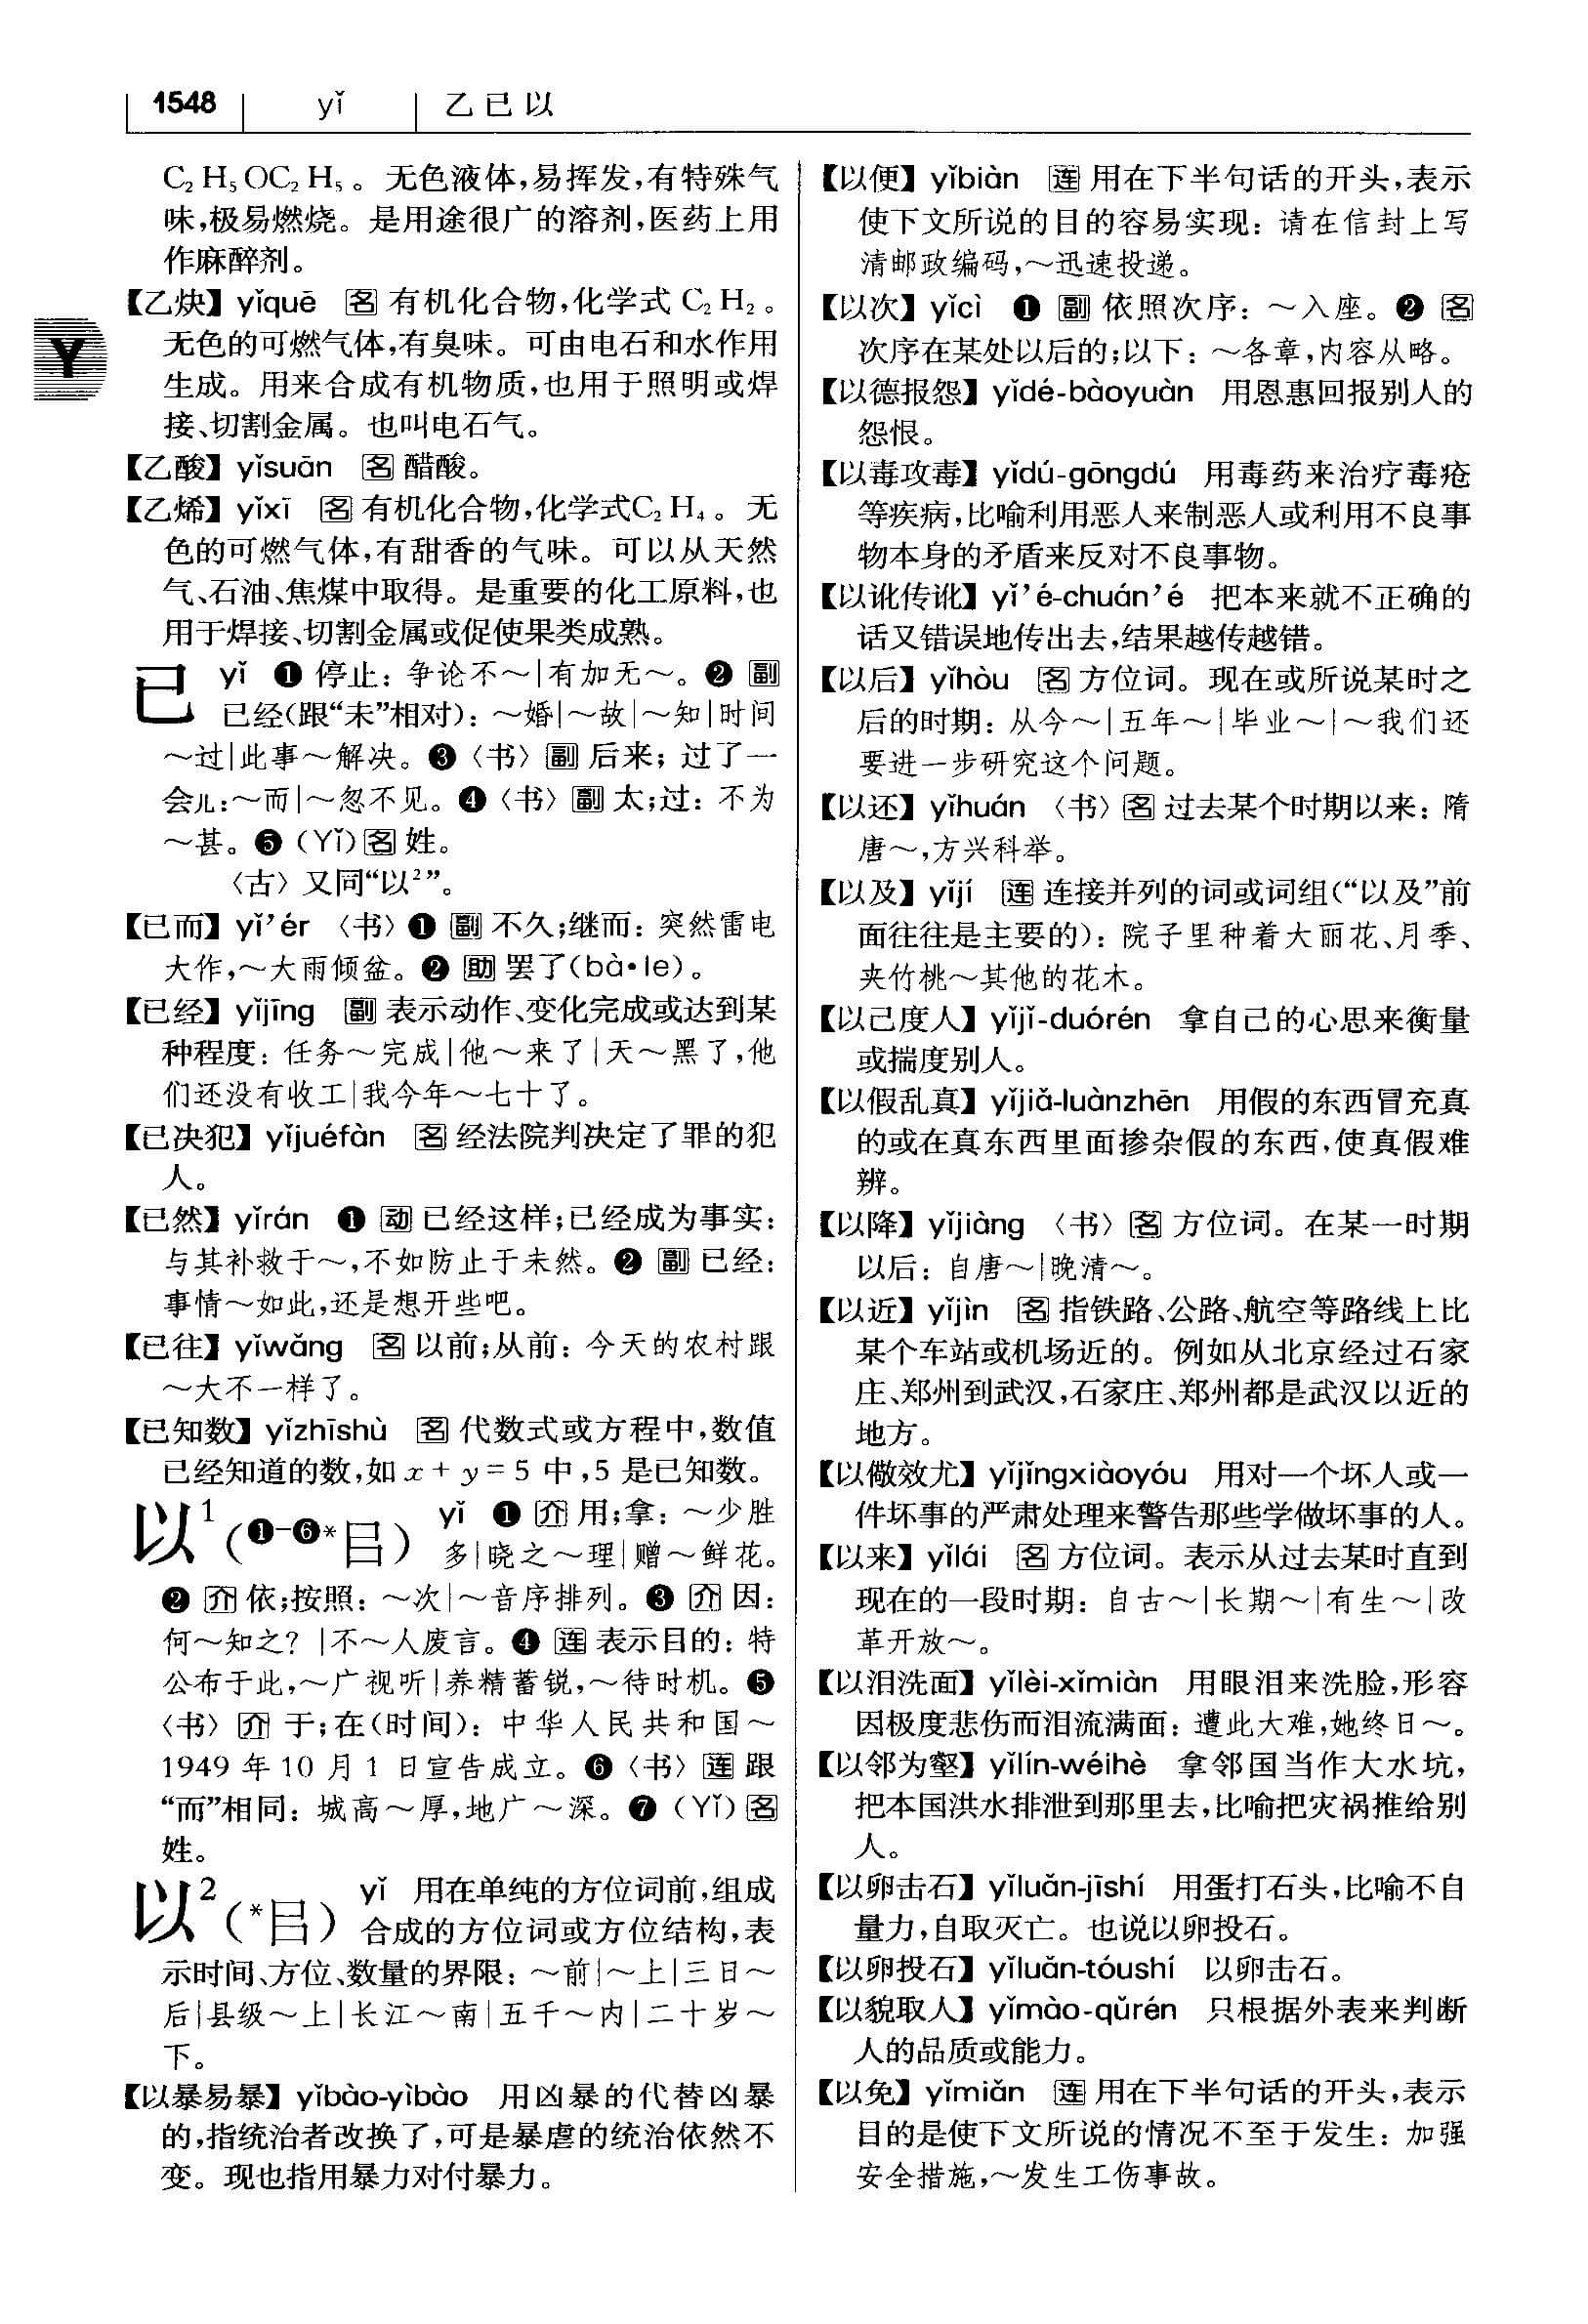 1548 yǐ 乙已以
C₂H₅OC₂H₅。无色液体,易挥发,有特殊气
味,极易燃烧。是用途很广的溶剂,医药上用
作麻醉剂。
【乙炔】yǐquē 名 有机化合物,化学式 C₂H₂。
无色的可燃气体,有臭味。可由电石和水作用
生成。用来合成有机物质,也用于照明或焊
接、切割金属。也叫电石气。
【乙酸】yǐsuān 名 醋酸。
【乙烯】yǐxī 名 有机化合物,化学式C₂H₄。无
色的可燃气体,有甜香的气味。可以从天然
气、石油、焦煤中取得。是重要的化工原料,也
用于焊接、切割金属或促使果类成熟。
已 yǐ ❶ 停止:争论不~|有加无~。❷ 副
已经(跟“未”相对):~婚|~故|~知|时间
~过|此事~解决。❸〈书〉副 后来;过了一
会儿:~而|~忽不见。❹〈书〉副 太;过:不为
~甚。❺(Yǐ)名 姓。
〈古〉又同“以²”。
【已而】yǐ’ér 〈书〉❶ 副 不久;继而:突然雷电
大作,~大雨倾盆。❷ 助 罢了(bà•le)。
【已经】yǐjīng 副 表示动作、变化完成或达到某
种程度:任务~完成|他~来了|天~黑了,他
们还没有收工|我今年~七十了。
【已决犯】yǐjuéfàn 名 经法院判决定了罪的犯
人。
【已然】yǐrán ❶ 动 已经这样;已经成为事实:
与其补救于~,不如防止于未然。❷ 副 已经:
事情~如此,还是想开些吧。
【已往】yǐwǎng 名 以前;从前:今天的农村跟
~大不一样了。
【已知数】yǐzhīshù 名 代数式或方程中,数值
已经知道的数,如 x + y = 5 中,5 是已知数。
以¹(❶-❻*㠯) yǐ ❶ 介 用;拿:~少胜
多|晓之~理|赠~鲜花。
❷ 介 依;按照:~次|~音序排列。❸ 介 因:
何~知之?|不~人废言。❹ 连 表示目的:特
公布于此,~广视听|养精蓄锐,~待时机。❺
〈书〉介 于;在(时间):中华人民共和国~
1949 年 10 月 1 日宣告成立。❻〈书〉连 跟
“而”相同:城高~厚,地广~深。❼(Yǐ)名
姓。
以²(*㠯) yǐ 用在单纯的方位词前,组成
合成的方位词或方位结构,表
示时间、方位、数量的界限:~前|~上|三日~
后|县级~上|长江~南|五千~内|二十岁~
下。
【以暴易暴】yǐbào-yìbào 用凶暴的代替凶暴
的,指统治者改换了,可是暴虐的统治依然不
变。现也指用暴力对付暴力。
【以便】yǐbiàn 连 用在下半句话的开头,表示
使下文所说的目的容易实现:请在信封上写
清邮政编码,~迅速投递。
【以次】yǐcì ❶ 副 依照次序:~入座。❷ 名
次序在某处以后的;以下:~各章,内容从略。
【以德报怨】yǐdé-bàoyuàn 用恩惠回报别人的
怨恨。
【以毒攻毒】yǐdú-gōngdú 用毒药来治疗毒疮
等疾病,比喻利用恶人来制恶人或利用不良事
物本身的矛盾来反对不良事物。
【以讹传讹】yǐ’é-chuán’é 把本来就不正确的
话又错误地传出去,结果越传越错。
【以后】yǐhòu 名 方位词。现在或所说某时之
后的时期:从今~|五年~|毕业~|~我们还
要进一步研究这个问题。
【以还】yǐhuán 〈书〉名 过去某个时期以来:隋
唐~,方兴科举。
【以及】yǐjí 连 连接并列的词或词组(“以及”前
面往往是主要的):院子里种着大丽花、月季、
夹竹桃~其他的花木。
【以己度人】yǐjǐ-duórén 拿自己的心思来衡量
或揣度别人。
【以假乱真】yǐjiǎ-luànzhēn 用假的东西冒充真
的或在真东西里面掺杂假的东西,使真假难
辨。
【以降】yǐjiàng 〈书〉名 方位词。在某一时期
以后:自唐~|晚清~。
【以近】yǐjìn 名 指铁路、公路、航空等路线上比
某个车站或机场近的。例如从北京经过石家
庄、郑州到武汉,石家庄、郑州都是武汉以近的
地方。
【以儆效尤】yǐjǐngxiàoyóu 用对一个坏人或一
件坏事的严肃处理来警告那些学做坏事的人。
【以来】yǐlái 名 方位词。表示从过去某时直到
现在的一段时期:自古~|长期~|有生~|改
革开放~。
【以泪洗面】yǐlèi-xǐmiàn 用眼泪来洗脸,形容
因极度悲伤而泪流满面:遭此大难,她终日~。
【以邻为壑】yǐlín-wéihè 拿邻国当作大水坑,
把本国洪水排泄到那里去,比喻把灾祸推给别
人。
【以卵击石】yǐluǎn-jīshí 用蛋打石头,比喻不自
量力,自取灭亡。也说以卵投石。
【以卵投石】yǐluǎn-tóushí 以卵击石。
【以貌取人】yǐmào-qǔrén 只根据外表来判断
人的品质或能力。
【以免】yǐmiǎn 连 用在下半句话的开头,表示
目的是使下文所说的情况不至于发生:加强
安全措施,~发生工伤事故。
Y